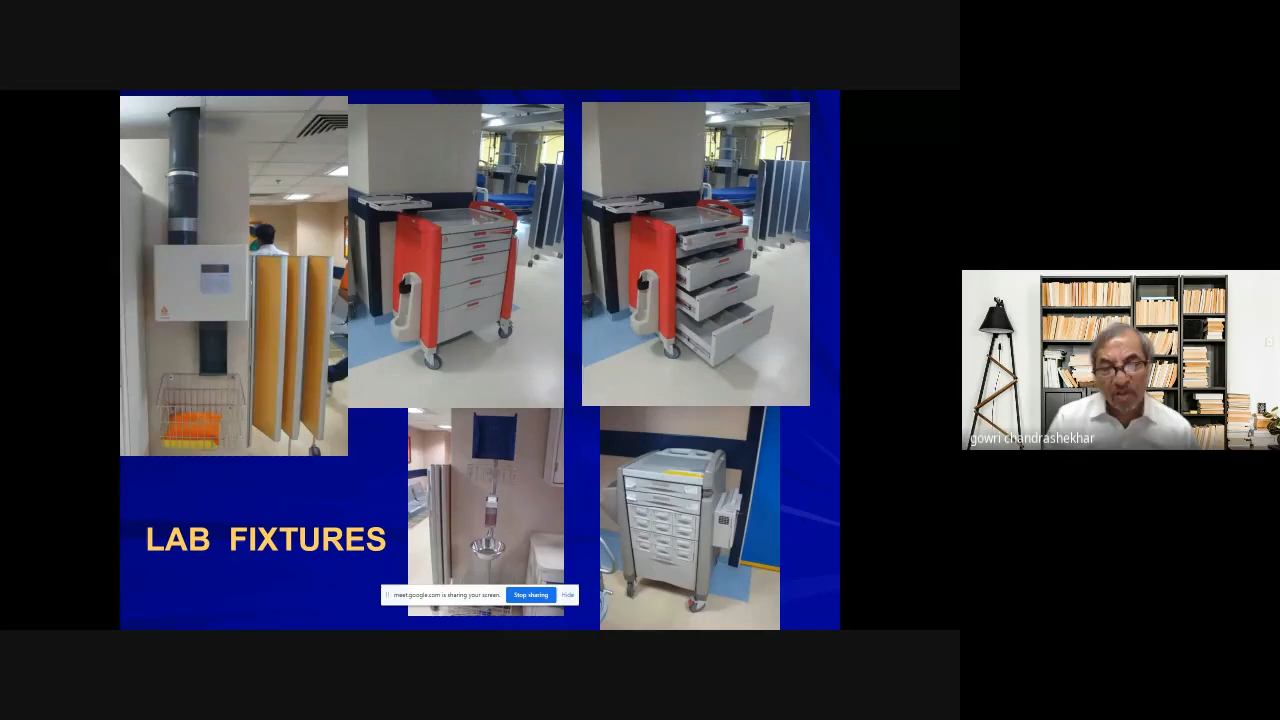 LAB FIXTURES
meet.google.com is sharing your screen.
Stop sharing
Hide
gowri chandrashekhar